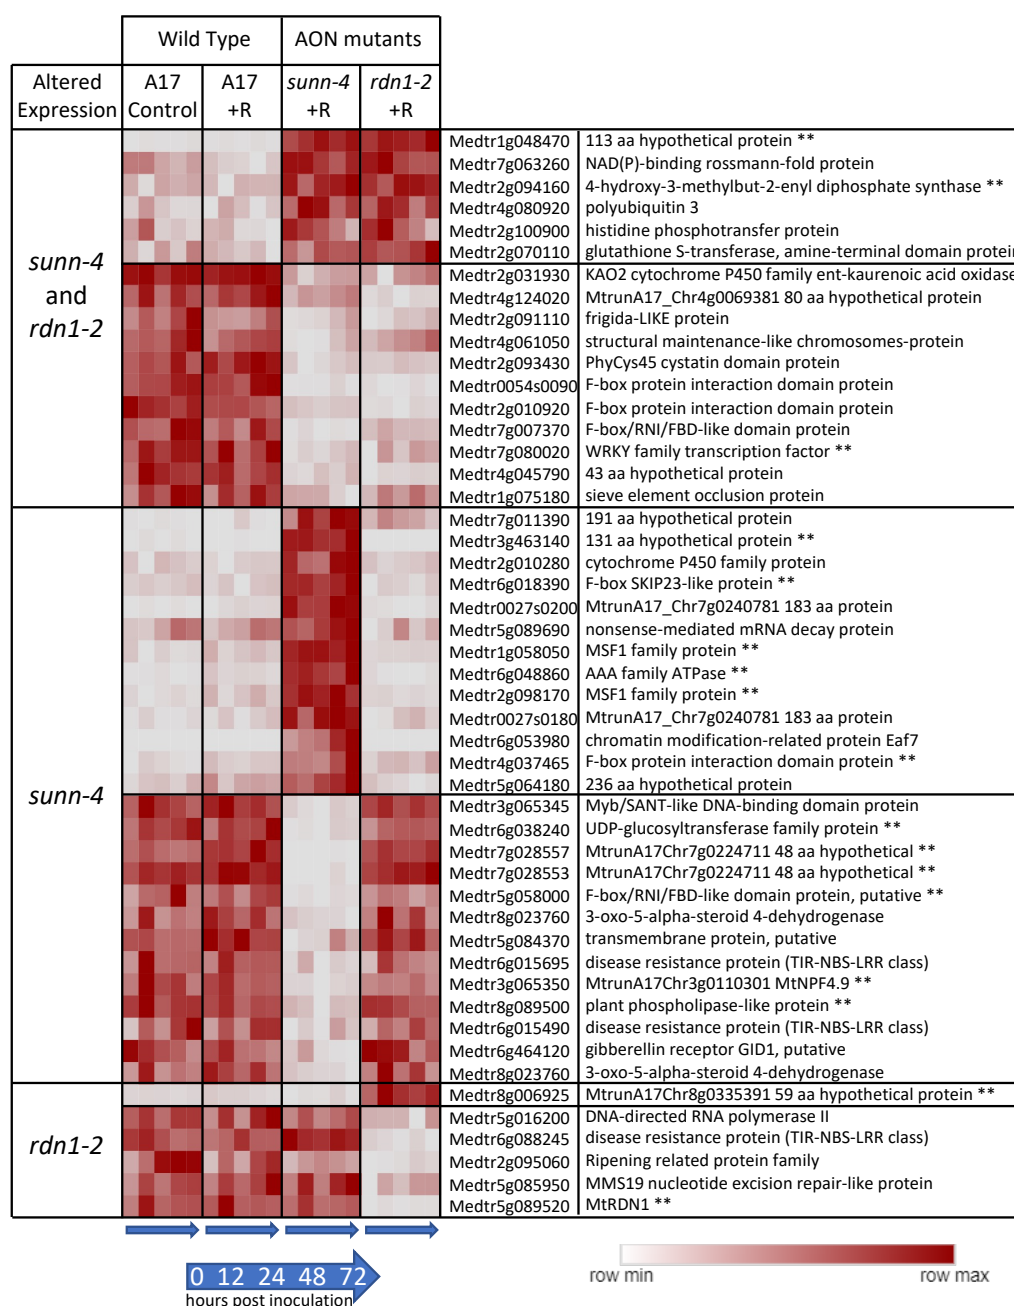 Wild Type AON mutants
Altered Expression A17 Control A17 +R sunn-4 +R rdn1-2 +R
sunn-4 and rdn1-2
Medtr1g048470 113 aa hypothetical protein **
Medtr7g063260 NAD(P)-binding rossmann-fold protein
Medtr2g094160 4-hydroxy-3-methylbut-2-enyl diphosphate synthase **
Medtr4g080920 polyubiquitin 3
Medtr2g100900 histidine phosphotransfer protein
Medtr2g070110 glutathione S-transferase, amine-terminal domain protein
Medtr2g031930 KAO2 cytochrome P450 family ent-kaurenoic acid oxidase
Medtr4g124020 MtrunA17_Chr4g0069381 80 aa hypothetical protein
Medtr2g091110 frigida-LIKE protein
Medtr4g061050 structural maintenance-like chromosomes-protein
Medtr2g093430 PhyCys45 cystatin domain protein
Medtr0054s0090 F-box protein interaction domain protein
Medtr2g010920 F-box protein interaction domain protein
Medtr7g007370 F-box/RNI/FBD-like domain protein
Medtr7g080020 WRKY family transcription factor **
Medtr4g045790 43 aa hypothetical protein
Medtr1g075180 sieve element occlusion protein
sunn-4
Medtr7g011390 191 aa hypothetical protein
Medtr3g463140 131 aa hypothetical protein **
Medtr2g010280 cytochrome P450 family protein
Medtr6g018390 F-box SKIP23-like protein **
Medtr0027s0200 MtrunA17_Chr7g0240781 183 aa protein
Medtr5g089690 nonsense-mediated mRNA decay protein
Medtr1g058050 MSF1 family protein **
Medtr6g048860 AAA family ATPase **
Medtr2g098170 MSF1 family protein **
Medtr0027s0180 MtrunA17_Chr7g0240781 183 aa protein
Medtr6g053980 chromatin modification-related protein Eaf7
Medtr4g037465 F-box protein interaction domain protein **
Medtr5g064180 236 aa hypothetical protein
Medtr3g065345 Myb/SANT-like DNA-binding domain protein
Medtr6g038240 UDP-glucosyltransferase family protein **
Medtr7g028557 MtrunA17Chr7g0224711 48 aa hypothetical **
Medtr7g028553 MtrunA17Chr7g0224711 48 aa hypothetical **
Medtr5g058000 F-box/RNI/FBD-like domain protein, putative **
Medtr8g023760 3-oxo-5-alpha-steroid 4-dehydrogenase
Medtr5g084370 transmembrane protein, putative
Medtr6g015695 disease resistance protein (TIR-NBS-LRR class)
Medtr3g065350 MtrunA17Chr3g0110301 MtNPF4.9 **
Medtr8g089500 plant phospholipase-like protein **
Medtr6g015490 disease resistance protein (TIR-NBS-LRR class)
Medtr6g464120 gibberellin receptor GID1, putative
Medtr8g023760 3-oxo-5-alpha-steroid 4-dehydrogenase
rdn1-2
Medtr8g006925 MtrunA17Chr8g0335391 59 aa hypothetical protein **
Medtr5g016200 DNA-directed RNA polymerase II
Medtr6g088245 disease resistance protein (TIR-NBS-LRR class)
Medtr2g095060 Ripening related protein family
Medtr5g085950 MMS19 nucleotide excision repair-like protein
Medtr5g089520 MtRDN1 **
0 12 24 48 72
hours post inoculation
row min row max